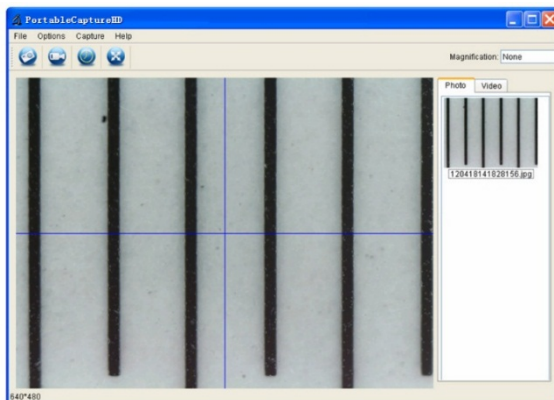 PortableCaptureHD
File Options Capture Help
Magnification: None
Photo Video
120418141828156.jpg
640*480